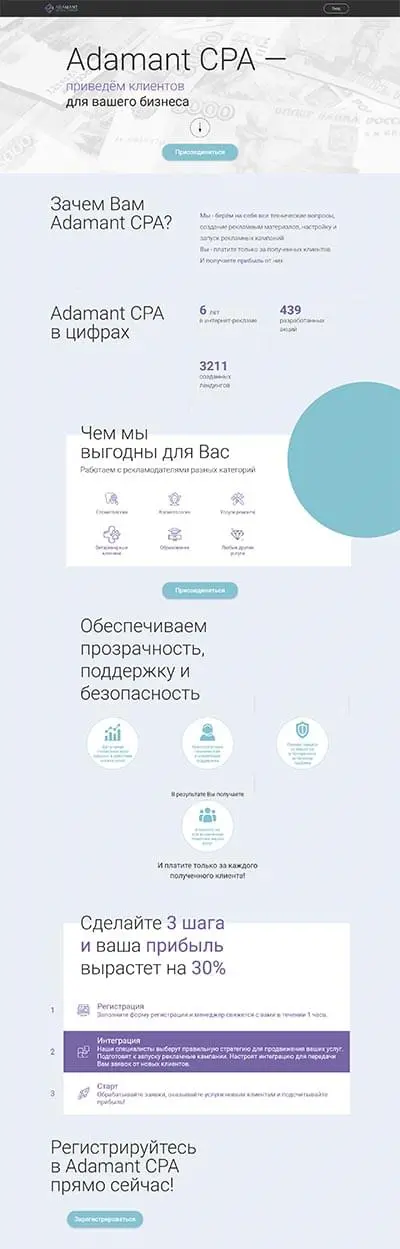 ADAMANT
Adamant CPA —
приведём клиентов
для вашего бизнеса
Присоединиться
Зачем Вам
Adamant CPA?
Мы - берём на себя все технические вопросы,
создание рекламным материалов, настройку и
запуск рекламных кампаний
Вы - платите только за полученных клиентов
И получаете прибыль от них
Adamant CPA
в цифрах
6 лет
в интернет-рекламе
439
разработанных
акций
3211
созданных
лендингов
Чем мы
выгодны для Вас
Работаем с рекламодателями разных категорий
Стоматология
Косметология
Услуги ремонта
Ветеринарные
клиники
Образование
Любые другие
услуги
Присоединиться
Обеспечиваем
прозрачность,
поддержку и
безопасность
В результате Вы получаете
И платите только за каждого
полученного клиента!
Сделайте 3 шага
и ваша прибыль
вырастет на 30%
1
Регистрация
Заполните форму регистрации и менеджер свяжется с вами в течении 1 часа.
2
Интеграция
Наши специалисты выберут правильную стратегию для продвижения ваших услуг.
Подготовят к запуску рекламные кампании. Настроят интеграцию для передачи
Вам заявок от новых клиентов.
3
Старт
Обрабатывайте заявки, оказывайте услуги новым клиентам и подсчитывайте
прибыль!
Регистрируйтесь
в Adamant CPA
прямо сейчас!
Зарегистрироваться